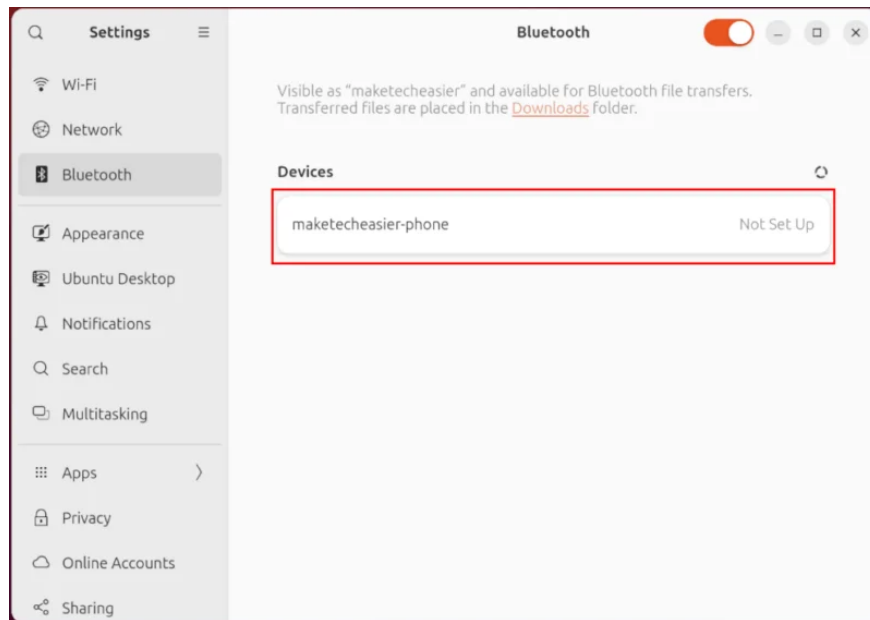 Settings
Wi-Fi
Network
Bluetooth
Appearance
Ubuntu Desktop
Notifications
Search
Multitasking
Apps
Privacy
Online Accounts
Sharing
Bluetooth
Visible as “maketecheasier” and available for Bluetooth file transfers.
Transferred files are placed in the Downloads folder.
Devices
maketecheasier-phone Not Set Up